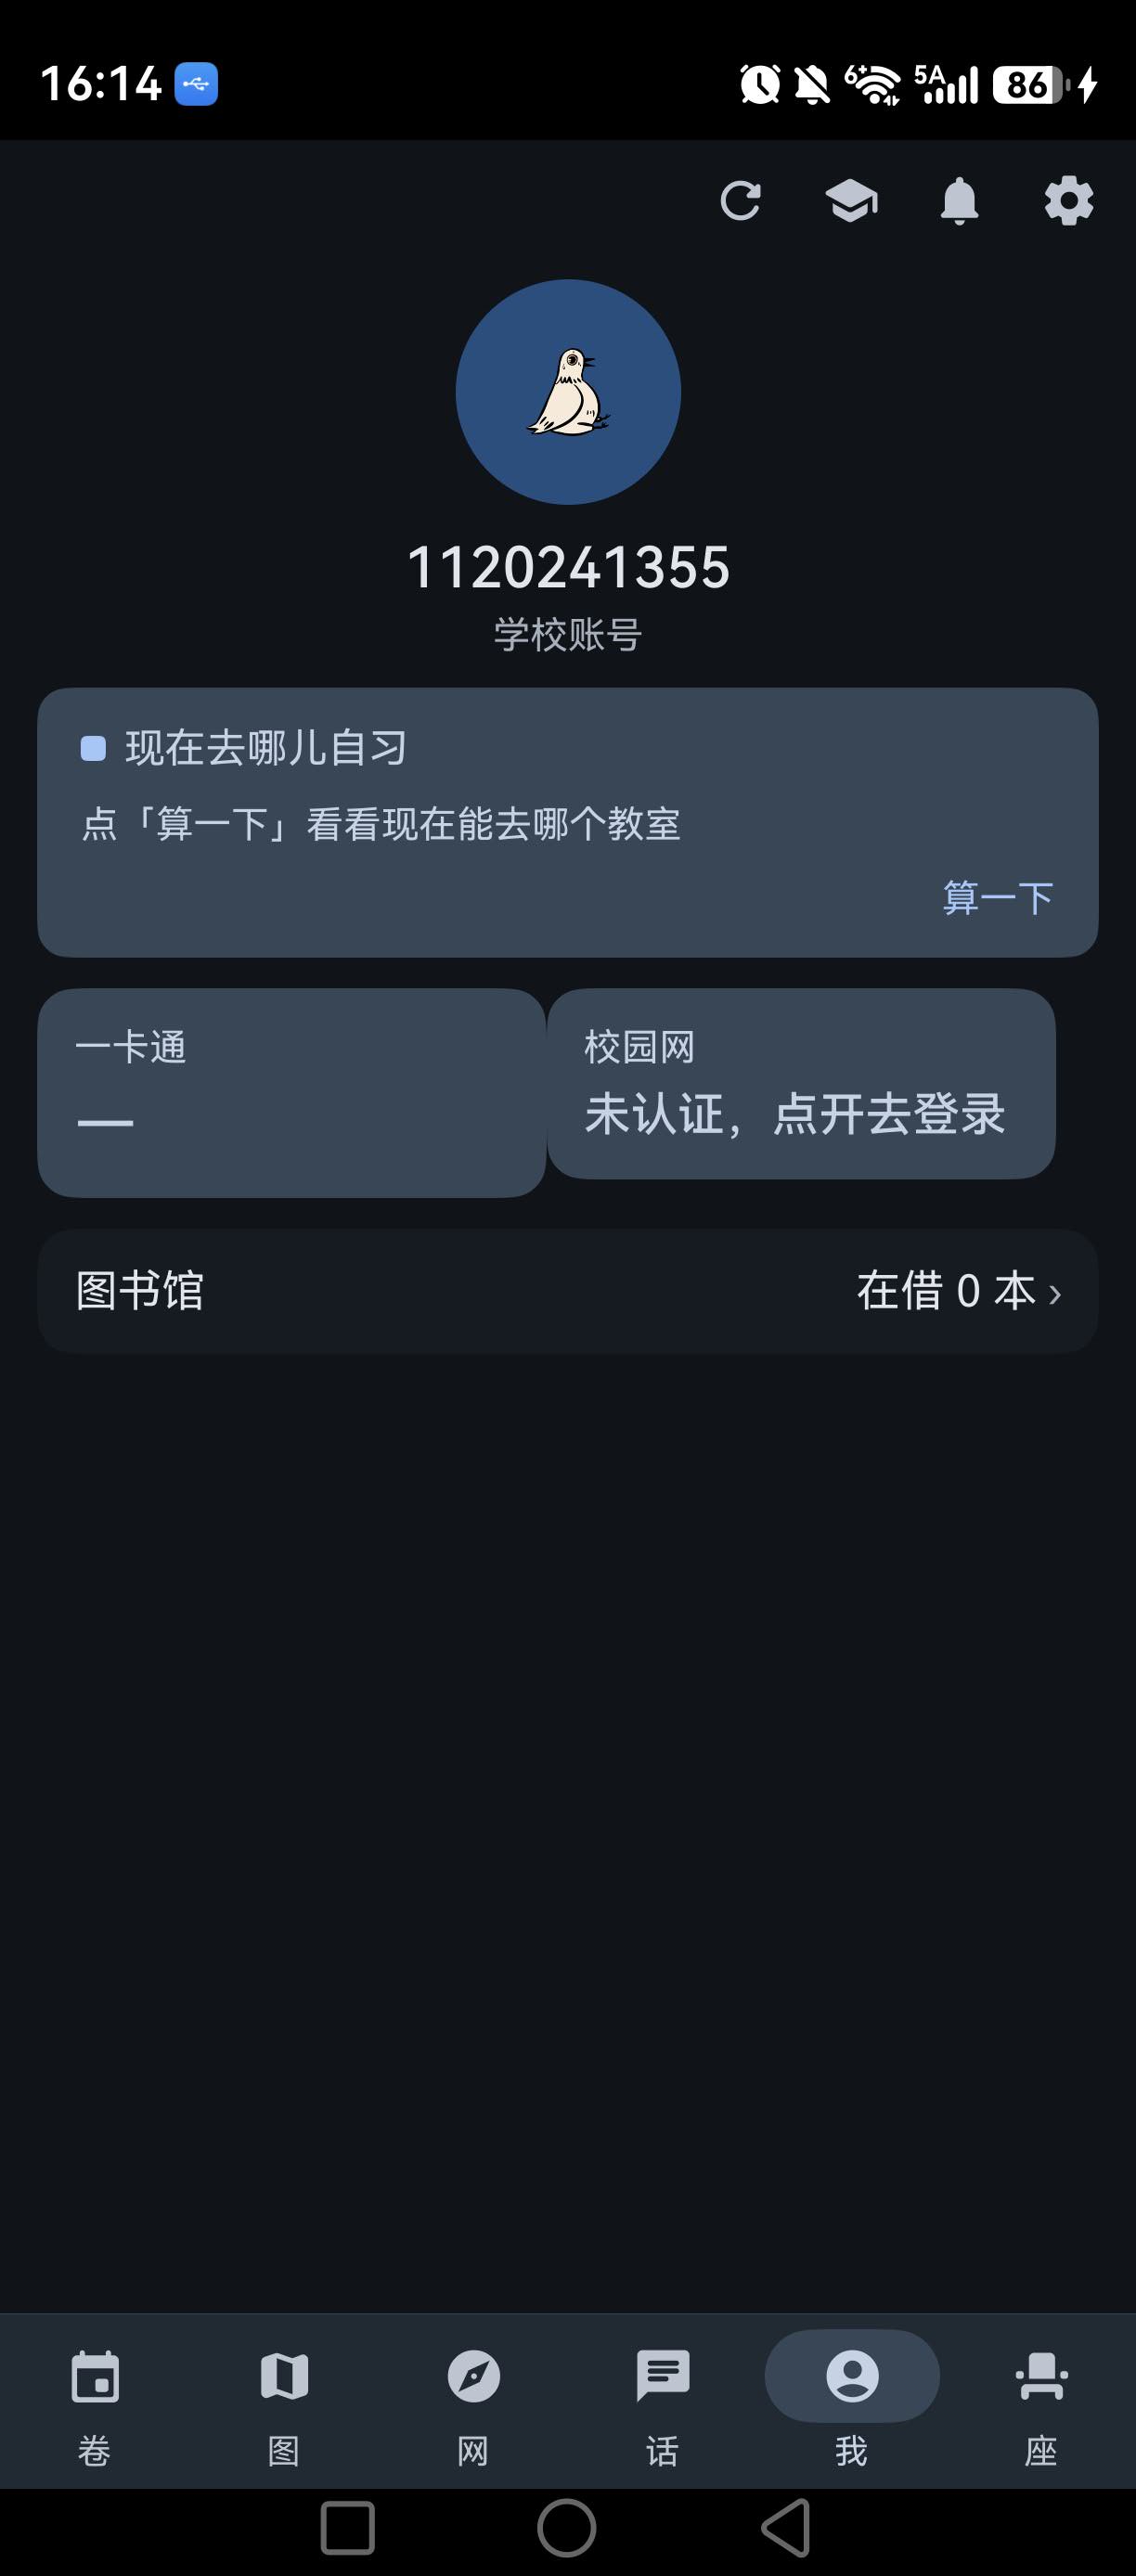 16:14
6+ 5A 86
1120241355
学校账号
现在去哪儿自习
点「算一下」看看现在能去哪个教室
算一下
一卡通
—
校园网
未认证，点开去登录
图书馆 在借 0 本 ›
卷 图 网 话 我 座